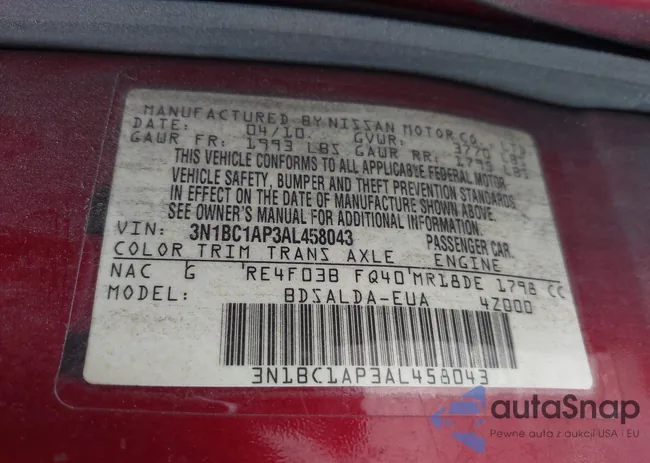 MANUFACTURED BY NISSAN MOTOR CO., LTD
DATE: 04/10 GVWR: 3770 LBS
GAWR FR: 1993 LBS GAWR RR: 1793 LBS
THIS VEHICLE CONFORMS TO ALL APPLICABLE FEDERAL MOTOR
VEHICLE SAFETY, BUMPER AND THEFT PREVENTION STANDARDS
IN EFFECT ON THE DATE OF MANUFACTURE SHOWN ABOVE.
SEE OWNER'S MANUAL FOR ADDITIONAL INFORMATION.
VIN: 3N1BC1AP3AL458043 PASSENGER CAR.
COLOR TRIM TRANS AXLE ENGINE
NAC G RE4F03B FQ40 MR18DE 1798 CC
BDSALDA-EUA 4Z000
3N1BC1AP3AL458043
autaSnap
Pewne auta z aukcji USA i EU